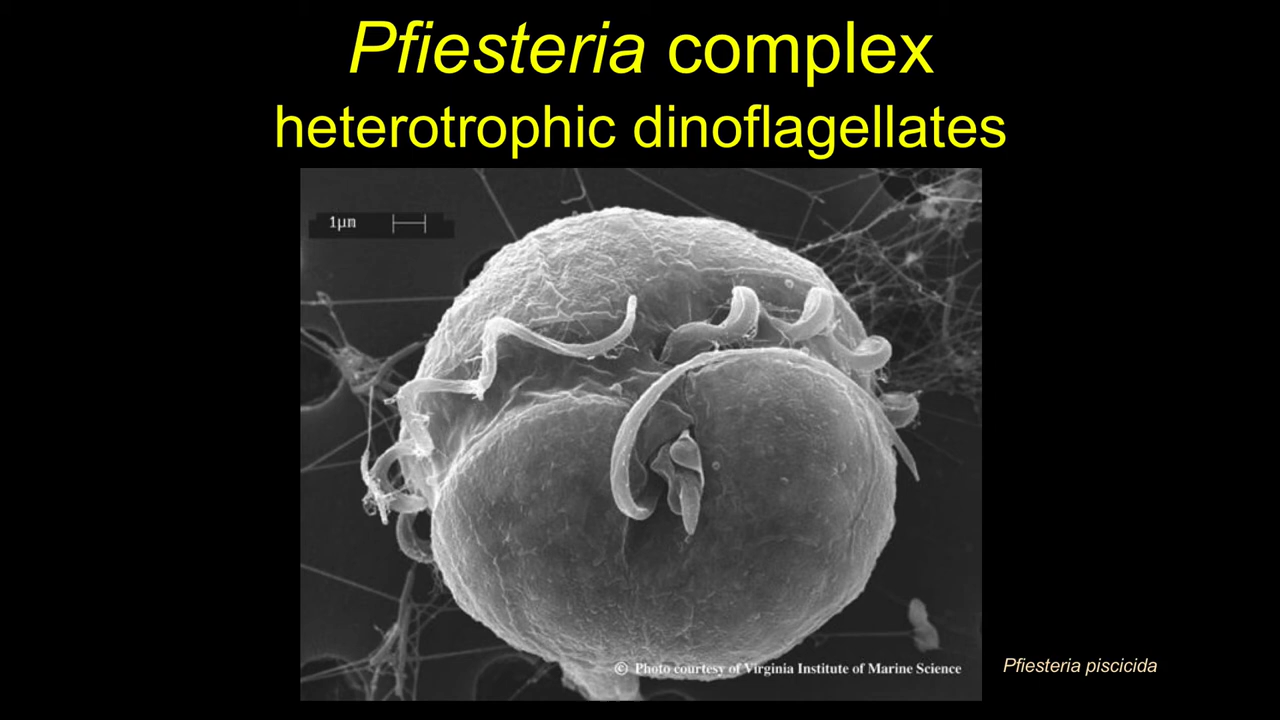 Pfiesteria complex
heterotrophic dinoflagellates
1µm
© Photo courtesy of Virginia Institute of Marine Science
Pfiesteria piscicida